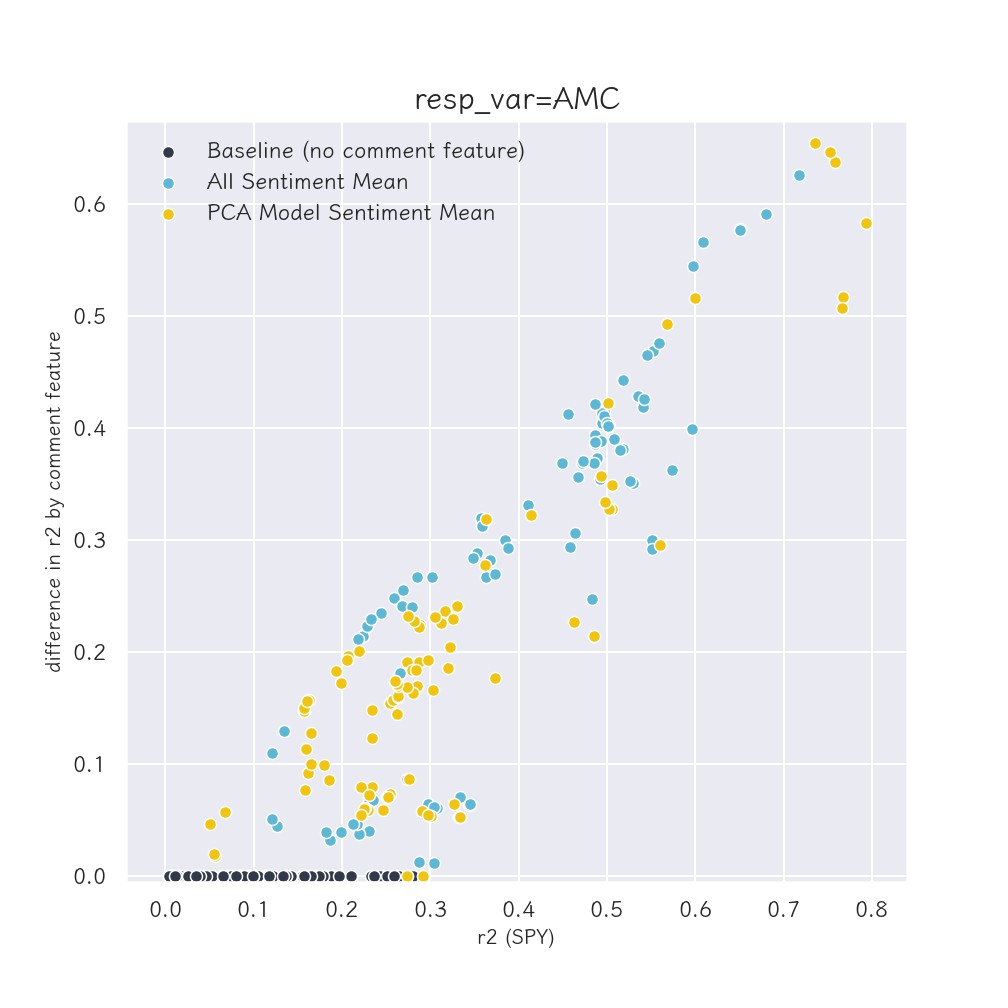 resp_var=AMC
Baseline (no comment feature)
All Sentiment Mean
PCA Model Sentiment Mean
difference in r2 by comment feature
0.6
0.5
0.4
0.3
0.2
0.1
0.0
0.0 0.1 0.2 0.3 0.4 0.5 0.6 0.7 0.8
r2 (SPY)